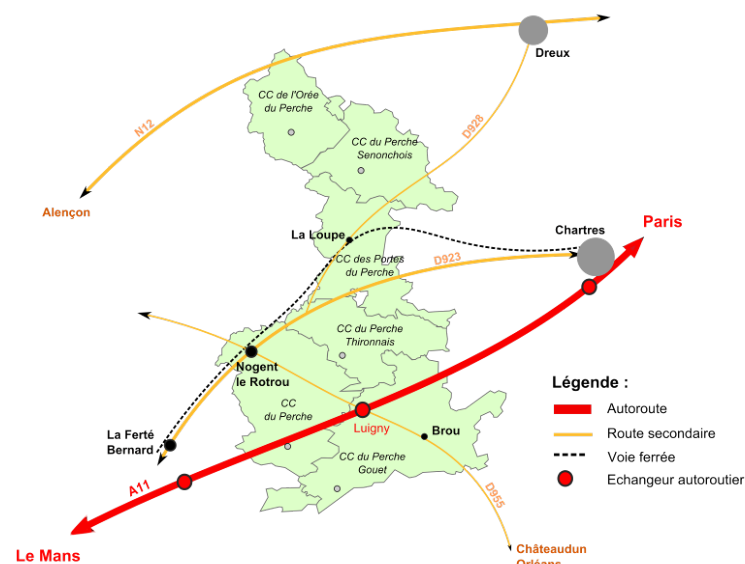 Dreux
CC de l'Orée
du Perche
N12
D928
CC du Perche
Senonchois
Alençon
Paris
La Loupe
Chartres
CC des Portes
du Perche
D923
CC du Perche
Thironnais
Nogent
le Rotrou
CC
du Perche
Luigny
Brou
La Ferté
Bernard
CC du Perche
Gouet
A11
D955
Le Mans
Châteaudun
Orléans
Légende :
Autoroute
Route secondaire
Voie ferrée
Echangeur autoroutier